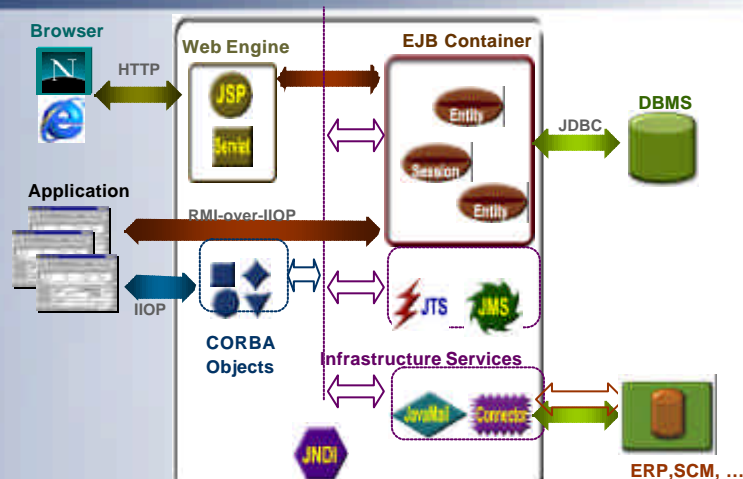 Browser
Web Engine
EJB Container
N
HTTP
JSP
Servlet
Entity
Session
Entity
JDBC
DBMS
Application
RMI-over-IIOP
IIOP
CORBA
Objects
JTS
JMS
Infrastructure Services
JavaMail
Connector
JNDI
ERP,SCM, …